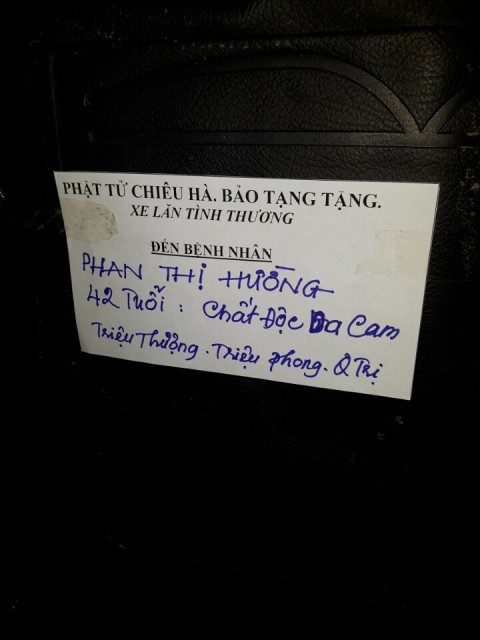 PHẬT TỬ CHIÊU HÀ. BẢO TẠNG TẶNG.
XE LĂN TÌNH THƯƠNG
ĐẾN BỆNH NHÂN
PHAN THỊ HƯỜNG
42 Tuổi : Chất Độc Da Cam
Triệu Thượng . Triệu phong . Q Trị